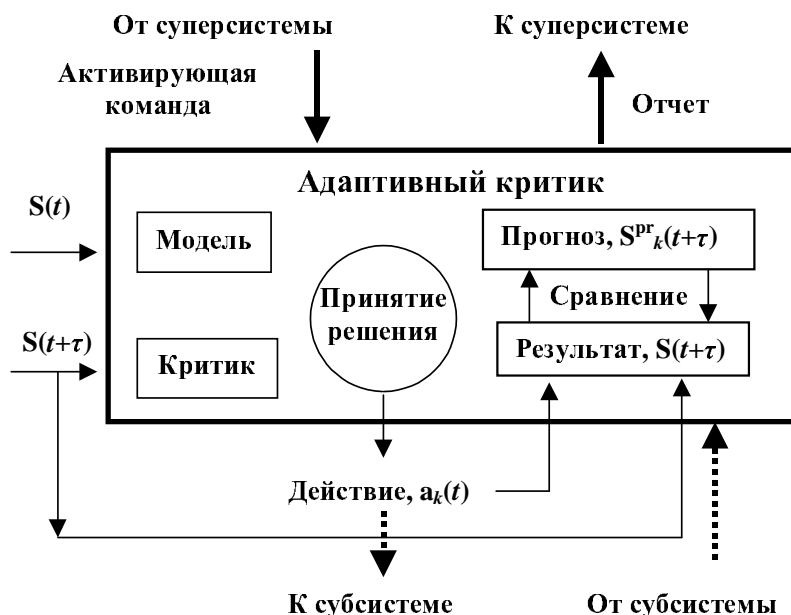 От суперсистемы
К суперсистеме
Активирующая
команда
Отчет
Адаптивный критик
S(t)
Модель
Прогноз, S^pr_k(t+τ)
Принятие
решения
Сравнение
S(t+τ)
Критик
Результат, S(t+τ)
Действие, a_k(t)
К субсистеме
От субсистемы